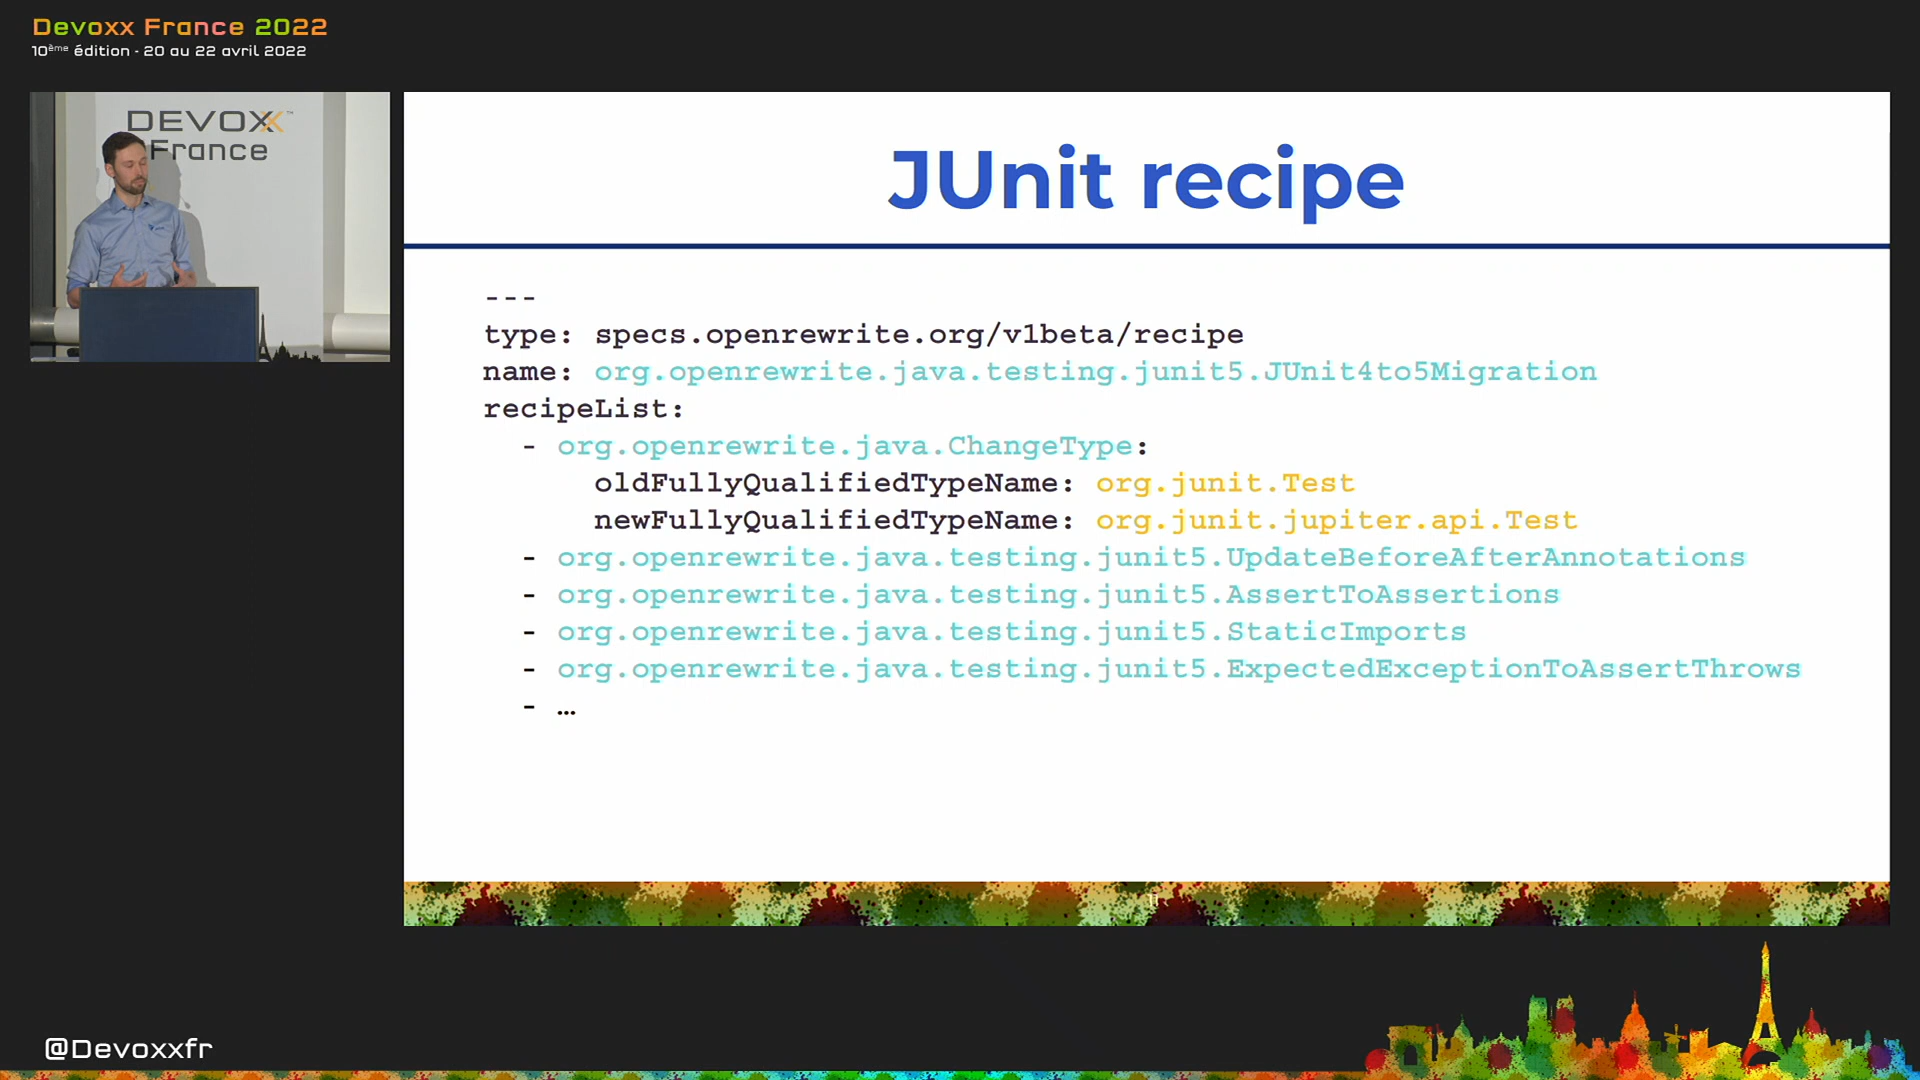 Devoxx France 2022
10ème édition - 20 au 22 avril 2022
DEVOXX™
France
JUnit recipe
---
type: specs.openrewrite.org/v1beta/recipe
name: org.openrewrite.java.testing.junit5.JUnit4to5Migration
recipeList:
- org.openrewrite.java.ChangeType:
oldFullyQualifiedTypeName: org.junit.Test
newFullyQualifiedTypeName: org.junit.jupiter.api.Test
- org.openrewrite.java.testing.junit5.UpdateBeforeAfterAnnotations
- org.openrewrite.java.testing.junit5.AssertToAssertions
- org.openrewrite.java.testing.junit5.StaticImports
- org.openrewrite.java.testing.junit5.ExpectedExceptionToAssertThrows
- …
11
@Devoxxfr